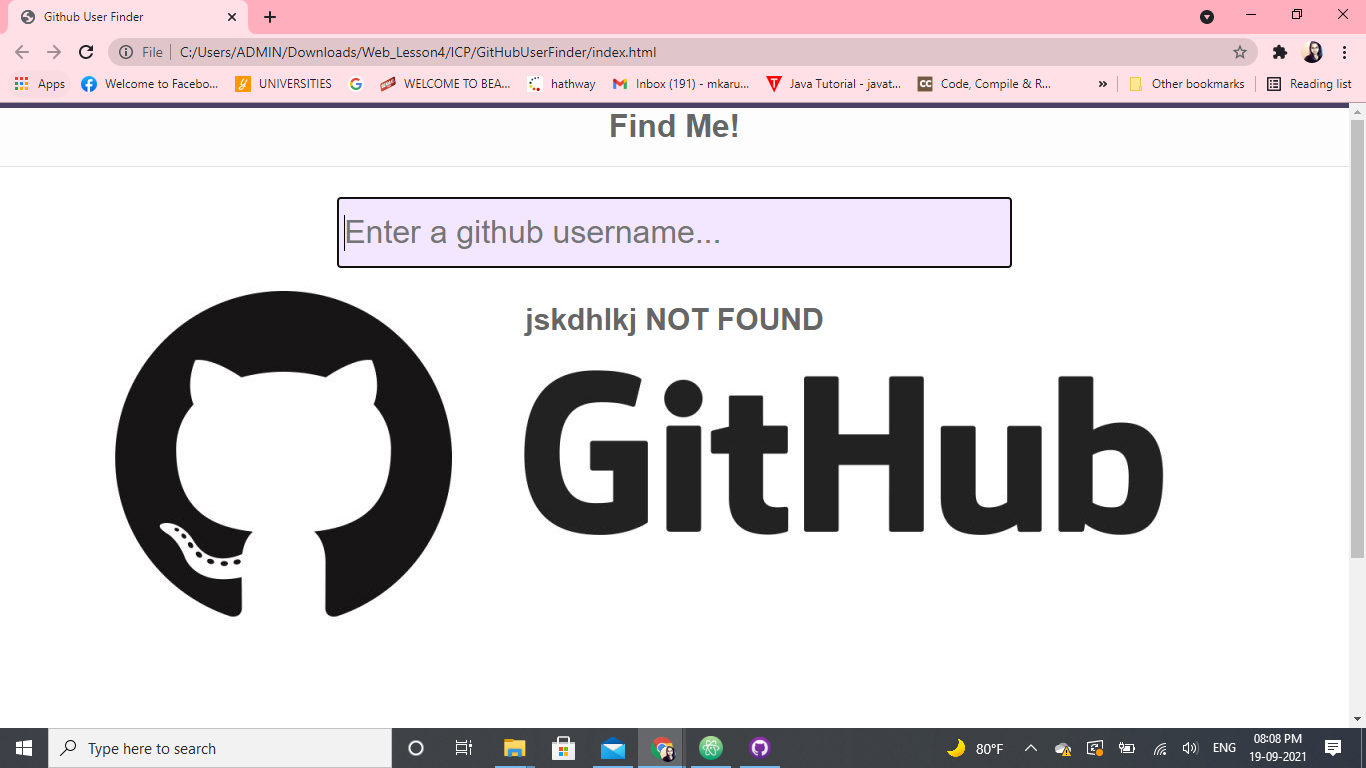 Github User Finder
File
C:/Users/ADMIN/Downloads/Web_Lesson4/ICP/GitHubUserFinder/index.html
Apps
Welcome to Facebo...
UNIVERSITIES
WELCOME TO BEA...
hathway
Inbox (191) - mkaru...
Java Tutorial - javat...
Code, Compile & R...
»
Other bookmarks
Reading list
Find Me!
Enter a github username...
jskdhlkj NOT FOUND
GitHub
Type here to search
80°F
ENG
08:08 PM
19-09-2021